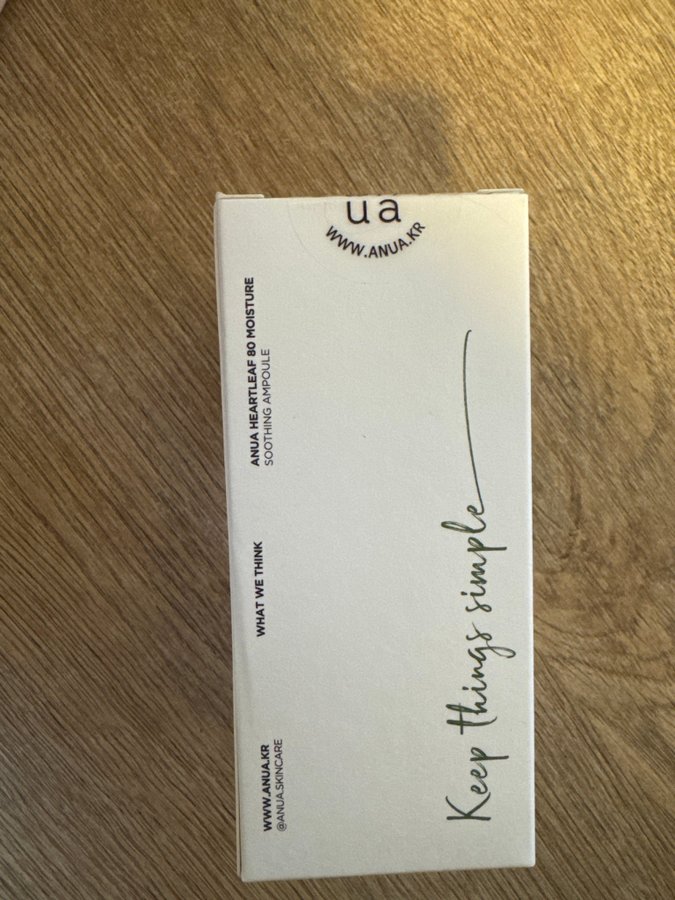 ua
WWW.ANUA.KR
WWW.ANUA.KR
@ANUA.SKINCARE
WHAT WE THINK
ANUA HEARTLEAF 80 MOISTURE
SOOTHING AMPOULE
Keep things simple